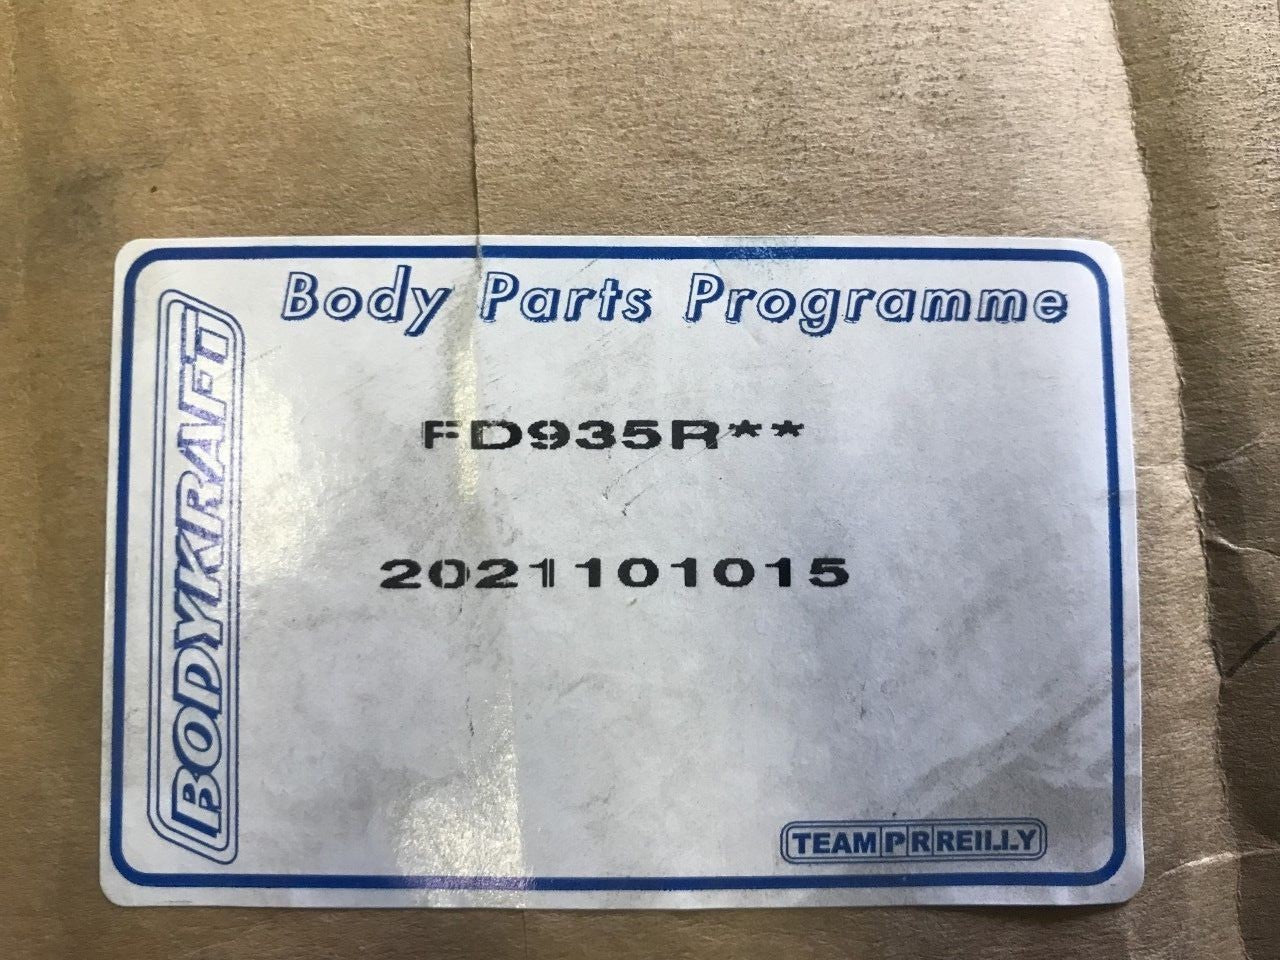 Body Parts Programme
BODYKRAFT
FD935R**
2021101015
TEAM PR REILLY